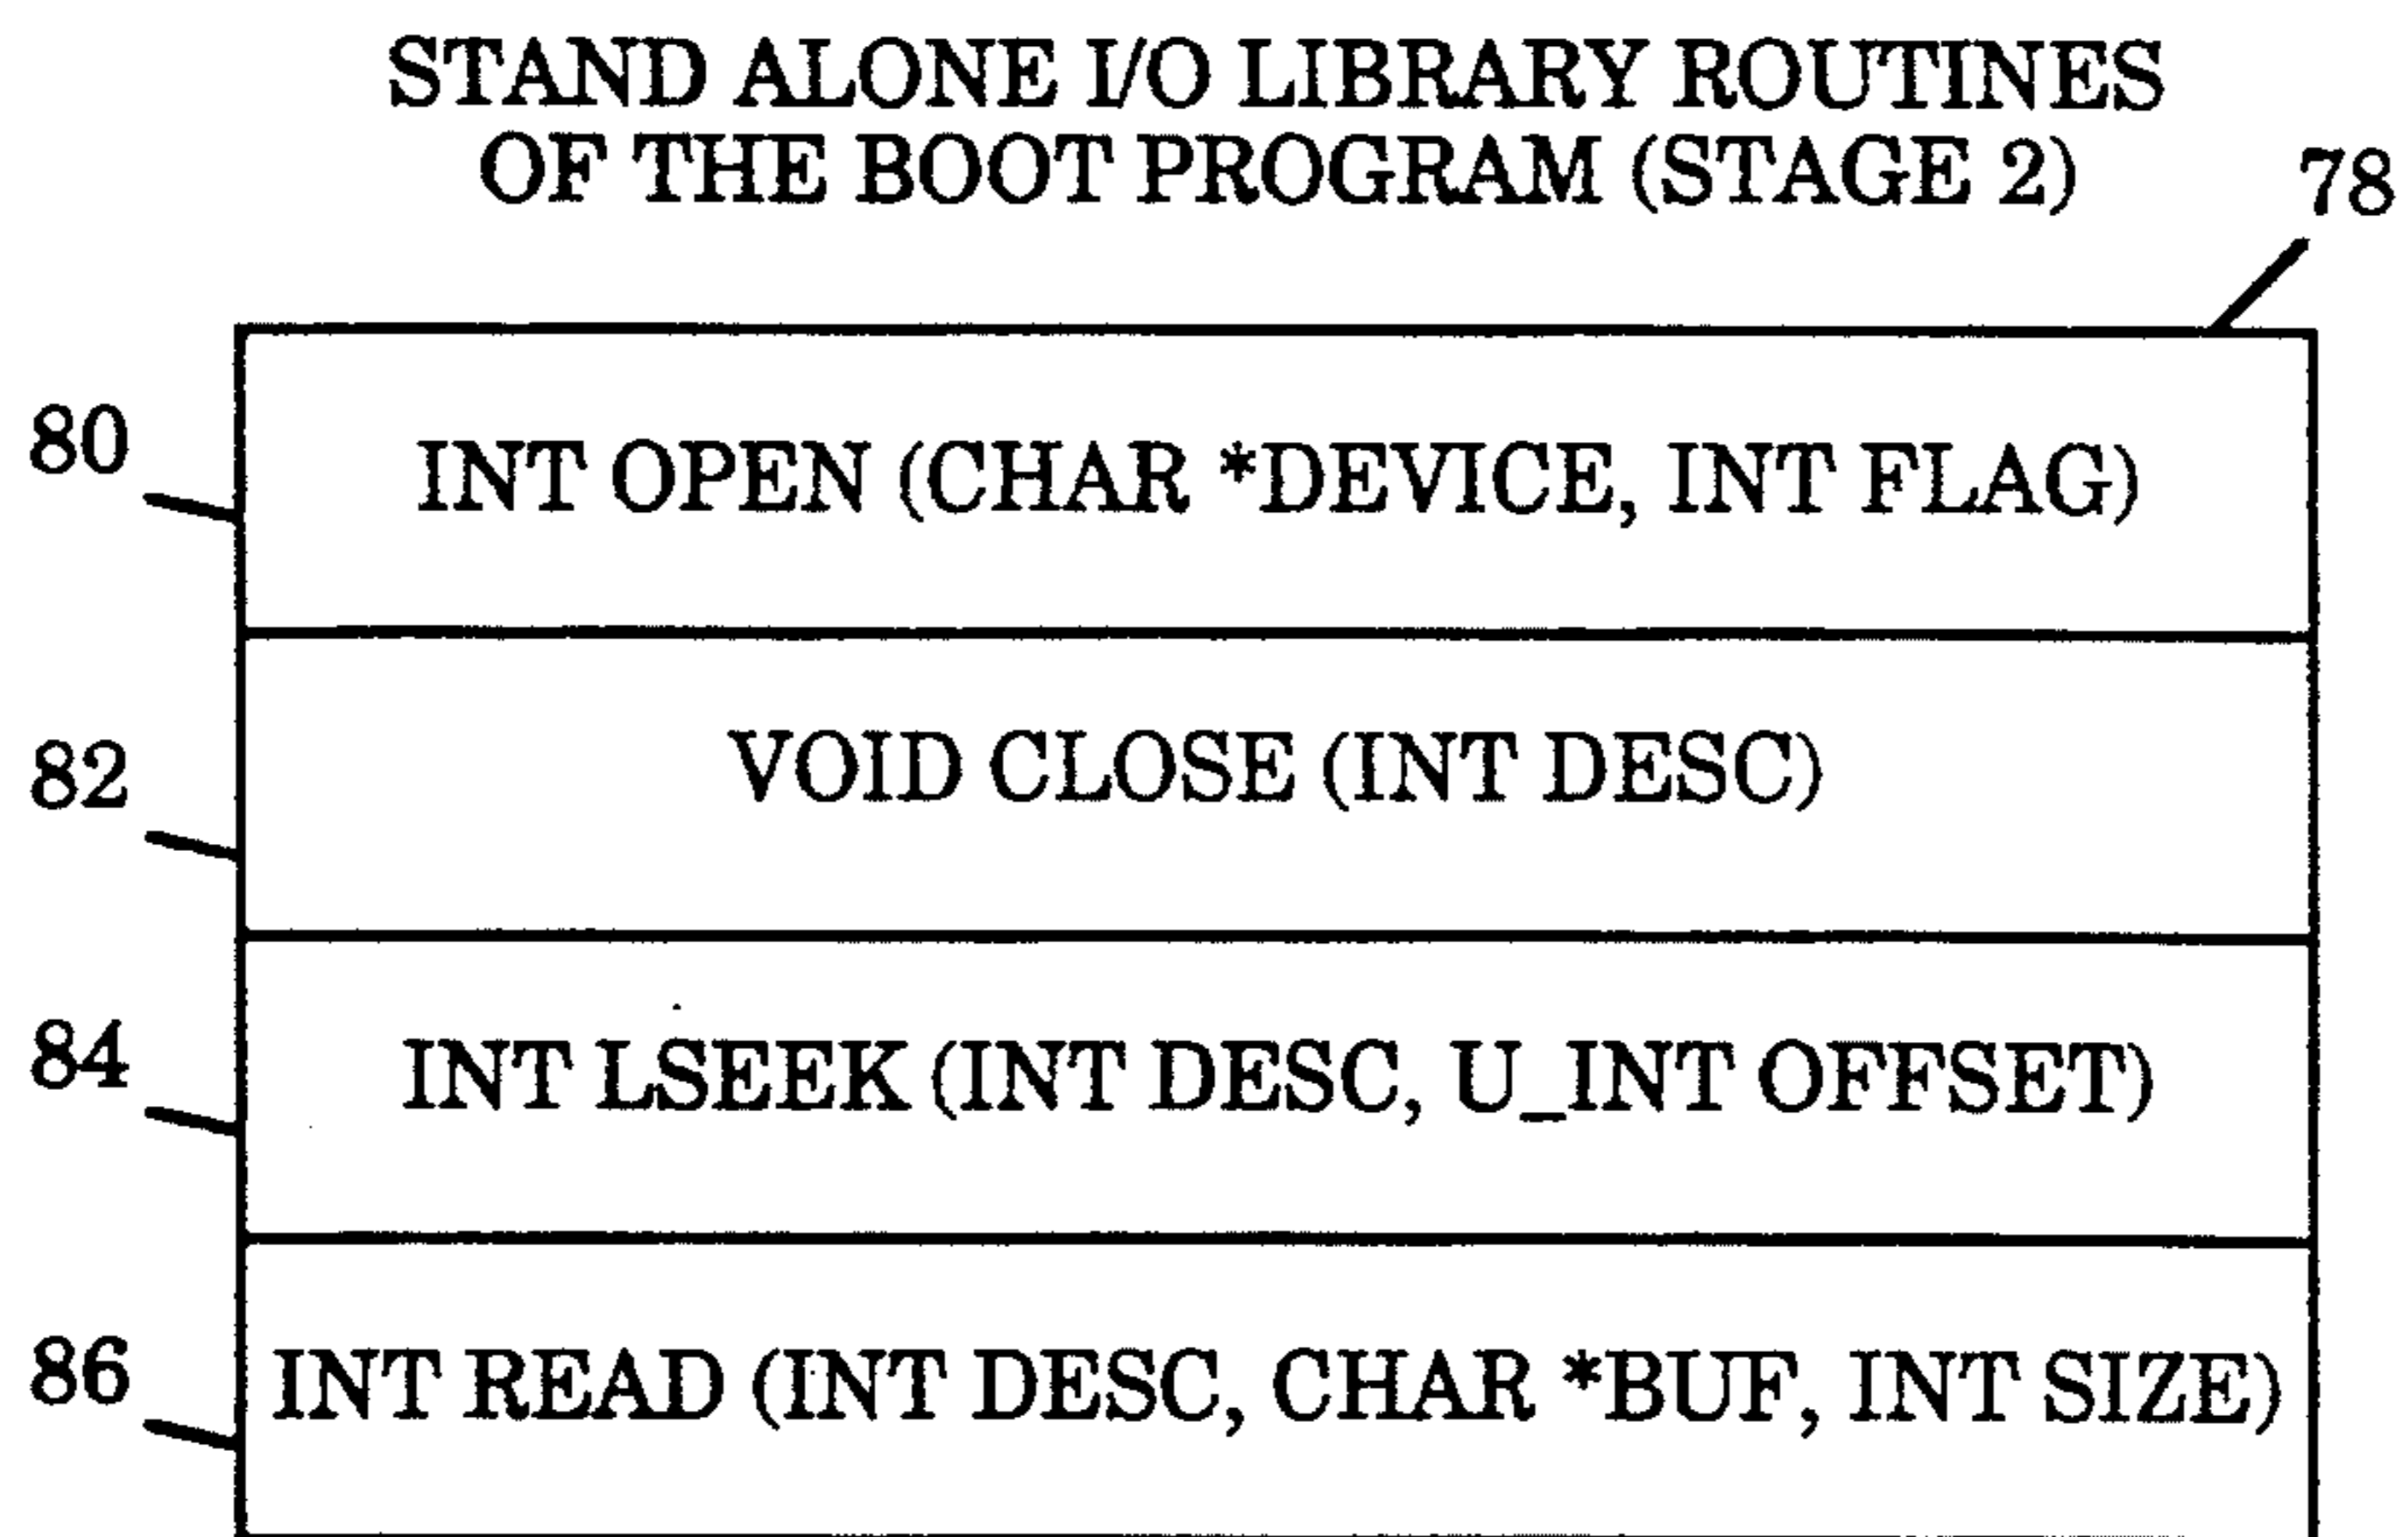 STAND ALONE I/O LIBRARY ROUTINES
OF THE BOOT PROGRAM (STAGE 2)
78
80
INT OPEN (CHAR *DEVICE, INT FLAG)
82
VOID CLOSE (INT DESC)
84
INT LSEEK (INT DESC, U_INT OFFSET)
86
INT READ (INT DESC, CHAR *BUF, INT SIZE)